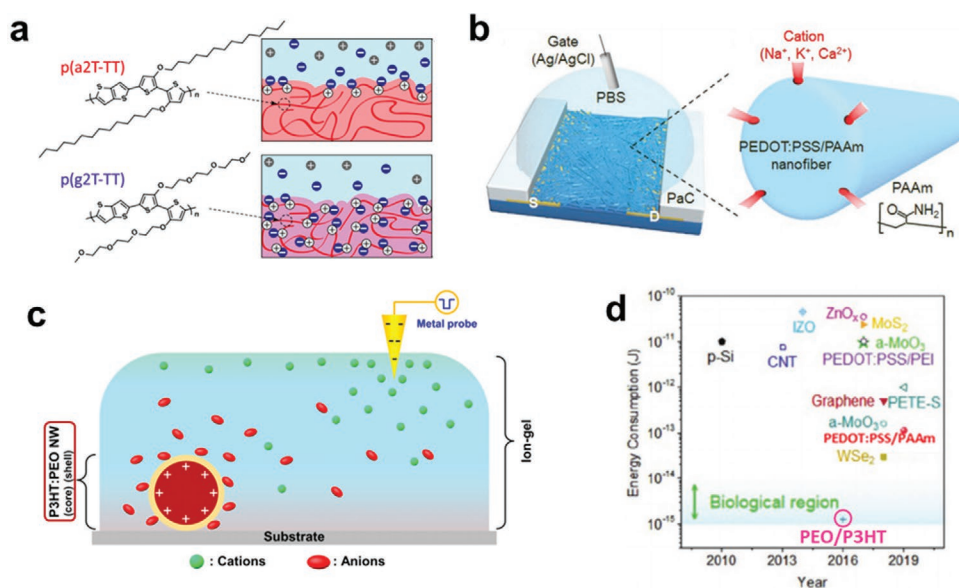 a
p(a2T-TT)
O
S
S
S
S
O
n
p(g2T-TT)
O
O
O
O
S
S
S
S
O
O
O
O
n
b
Gate
(Ag/AgCl)
PBS
PaC
S
D
Cation
(Na⁺, K⁺, Ca²⁺)
PEDOT:PSS/PAAm
nanofiber
PAAm
O
NH₂
n
c
Metal probe
P3HT:PEO NW
(core) (shell)
Ion-gel
Substrate
: Cations
: Anions
d
Energy Consumption (J)
10⁻¹⁰
10⁻¹¹
10⁻¹²
10⁻¹³
10⁻¹⁴
10⁻¹⁵
ZnOₓ
IZO
MoS₂
p-Si
CNT
a-MoO₃
PEDOT:PSS/PEI
Graphene
PETE-S
a-MoO₃
PEDOT:PSS/PAAm
WSe₂
Biological region
PEO/P3HT
2010 2013 2016 2019
Year